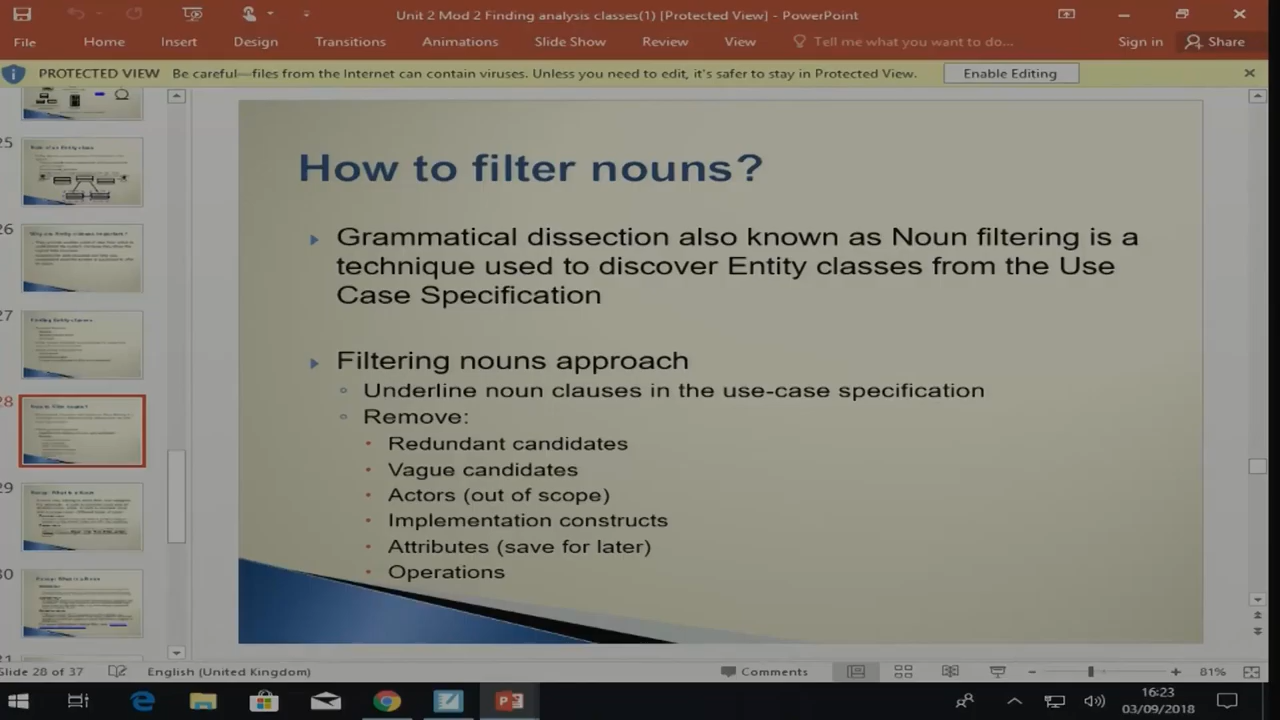 Unit 2 Mod 2 Finding analysis classes(1) [Protected View] - PowerPoint
File Home Insert Design Transitions Animations Slide Show Review View Tell me what you want to do... Sign in Share
PROTECTED VIEW Be careful—files from the Internet can contain viruses. Unless you need to edit, it's safer to stay in Protected View. Enable Editing
25
26
27
28
29
30
How to filter nouns?
Grammatical dissection also known as Noun filtering is a
technique used to discover Entity classes from the Use
Case Specification
Filtering nouns approach
Underline noun clauses in the use-case specification
Remove:
Redundant candidates
Vague candidates
Actors (out of scope)
Implementation constructs
Attributes (save for later)
Operations
Slide 28 of 37 English (United Kingdom) Comments 81%
16:23
03/09/2018